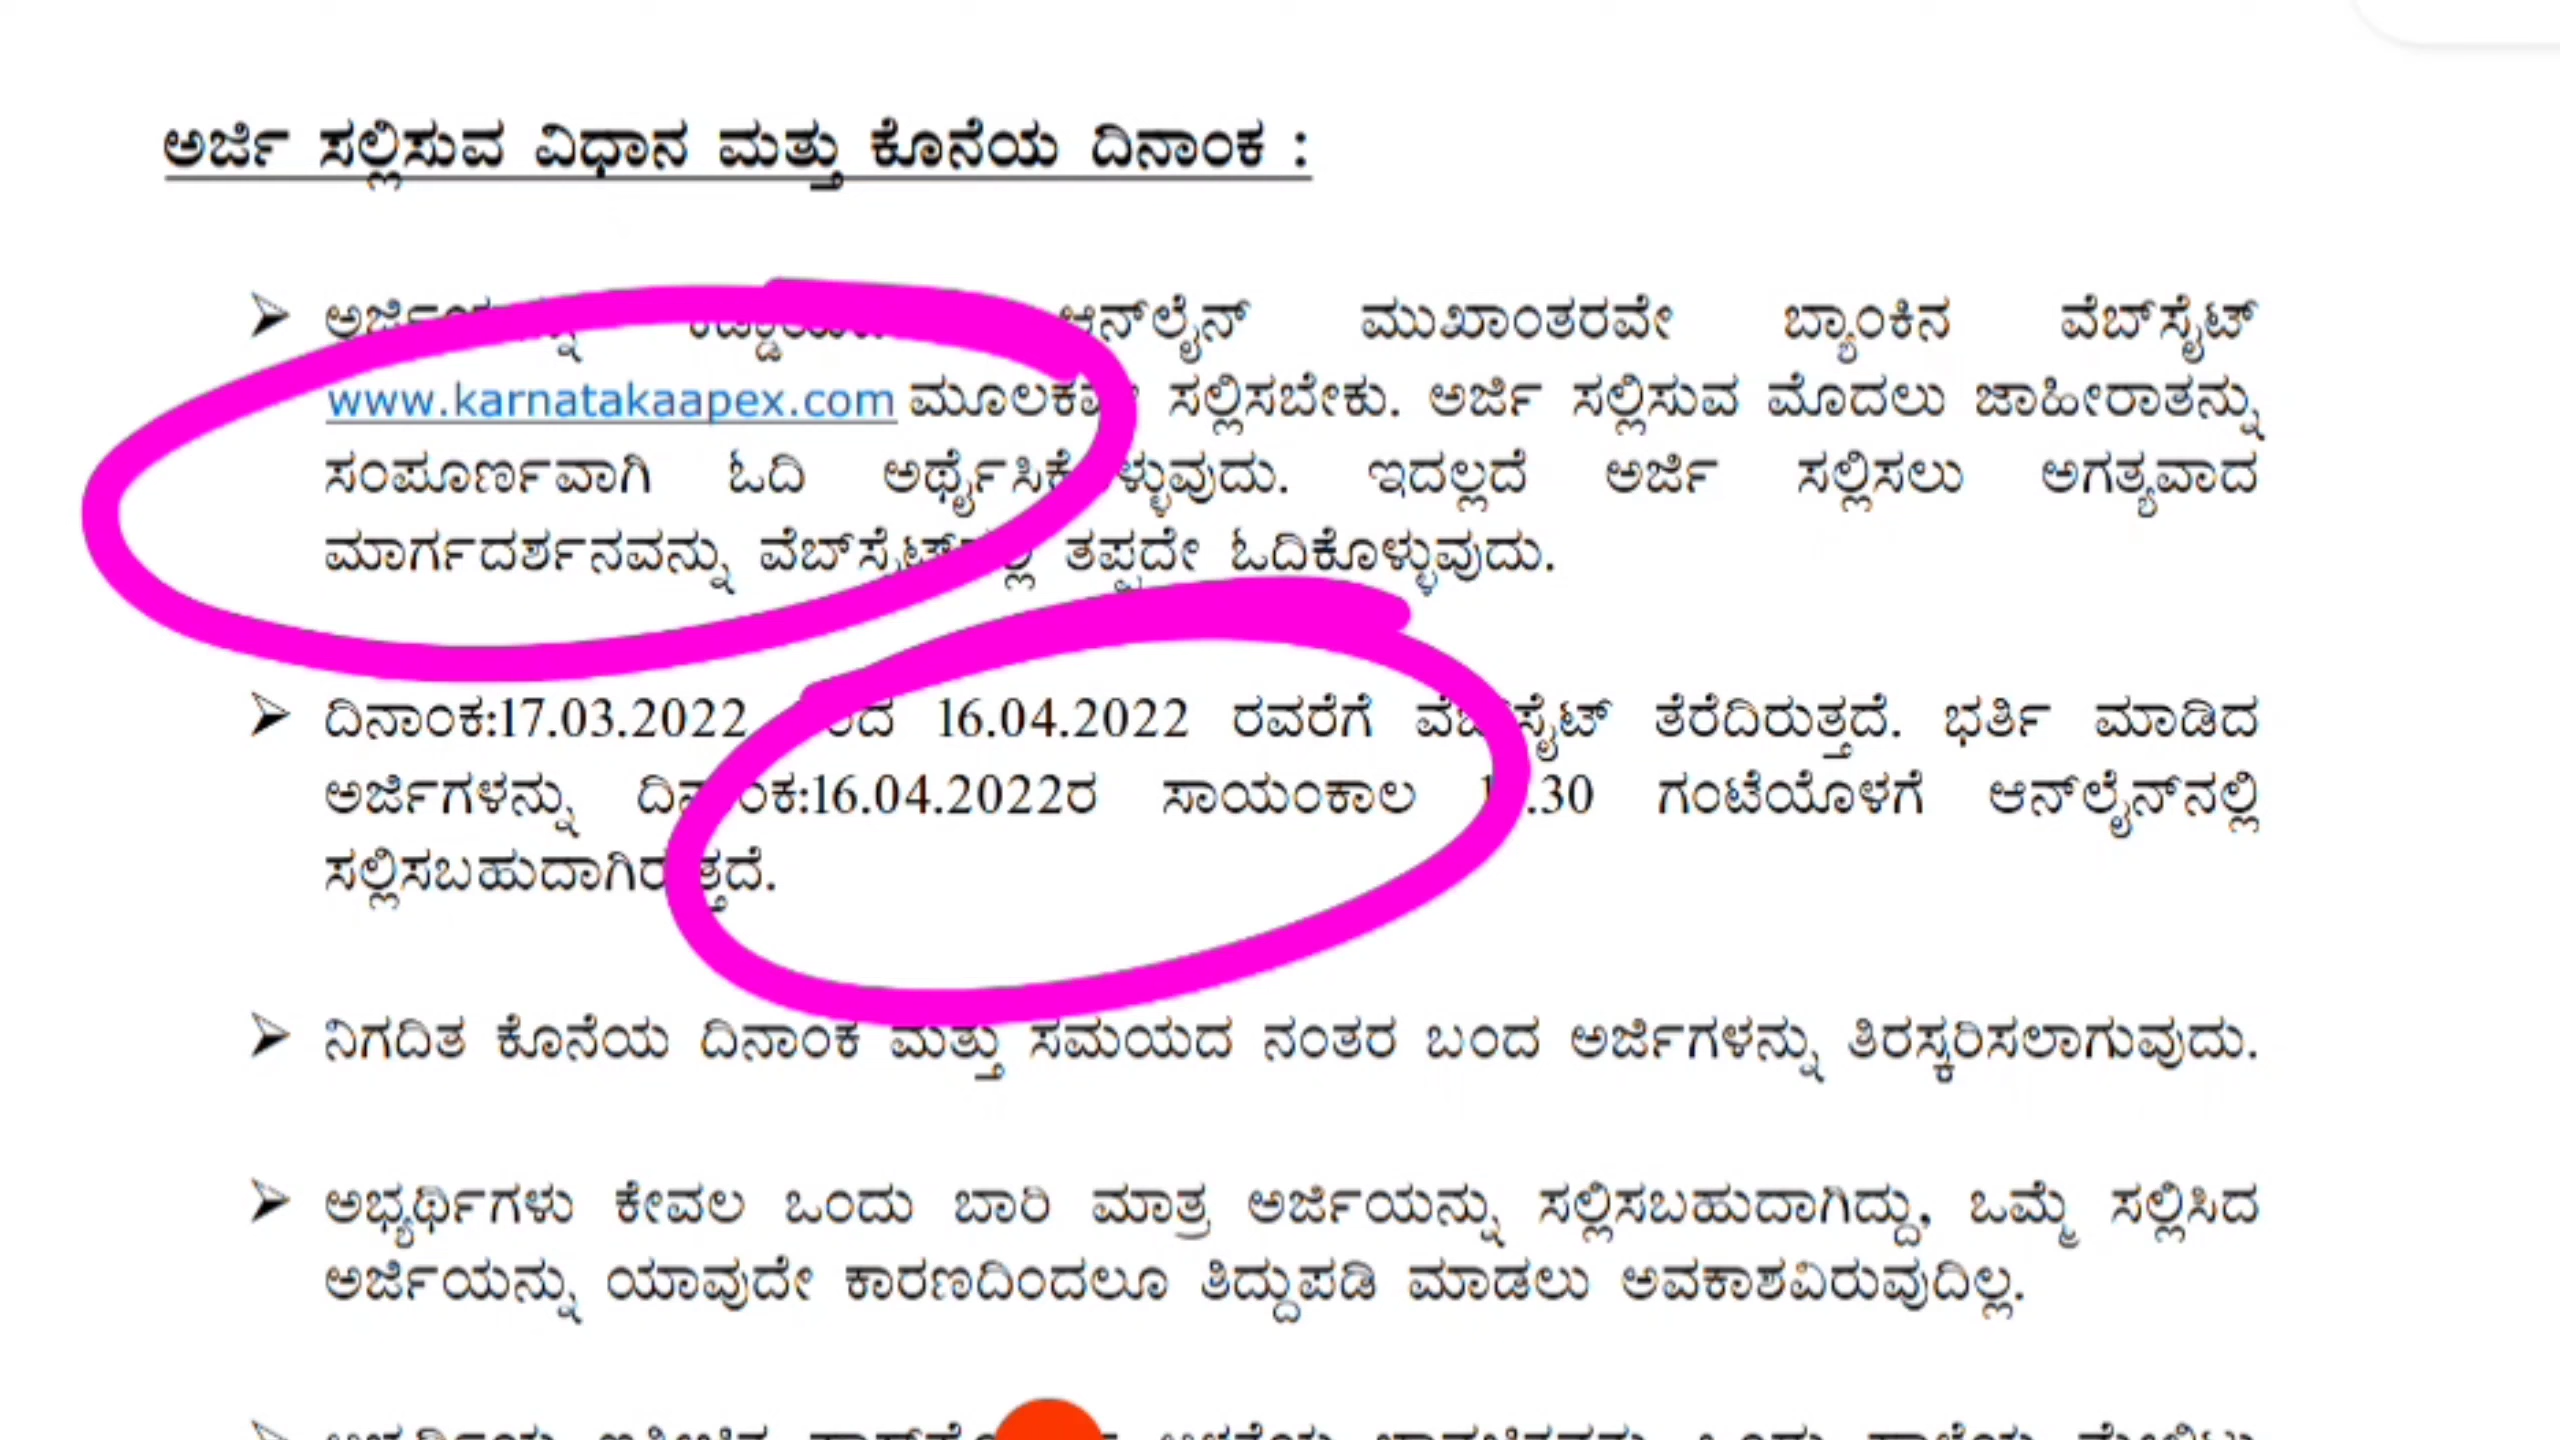 ಅರ್ಜಿ ಸಲ್ಲಿಸುವ ವಿಧಾನ ಮತ್ತು ಕೊನೆಯ ದಿನಾಂಕ :
➤ ಆನ್‌ಲೈನ್ ಮುಖಾಂತರವೇ ಬ್ಯಾಂಕಿನ ವೆಬ್‌ಸೈಟ್
www.karnatakaapex.com ಸಲ್ಲಿಸಬೇಕು. ಅರ್ಜಿ ಸಲ್ಲಿಸುವ ಮೊದಲು ಜಾಹೀರಾತನ್ನು
ಸಂಪೂರ್ಣವಾಗಿ ಓದಿ ಅರ್ಥೈಸಿಕೊಳ್ಳುವುದು. ಇದಲ್ಲದೆ ಅರ್ಜಿ ಸಲ್ಲಿಸಲು ಅಗತ್ಯವಾದ
ಮಾರ್ಗದರ್ಶನವನ್ನು ತಪ್ಪದೇ ಓದಿಕೊಳ್ಳುವುದು.
➤ ದಿನಾಂಕ:17.03.2022 16.04.2022 ರವರೆಗೆ ವೆಬ್‌ಸೈಟ್ ತೆರೆದಿರುತ್ತದೆ. ಭರ್ತಿ ಮಾಡಿದ
ಅರ್ಜಿಗಳನ್ನು ದಿನಾಂಕ:16.04.2022ರ ಸಾಯಂಕಾಲ ಗಂಟೆಯೊಳಗೆ ಆನ್‌ಲೈನ್‌ನಲ್ಲಿ
ಸಲ್ಲಿಸಬಹುದಾಗಿರುತ್ತದೆ.
➤ ನಿಗದಿತ ಕೊನೆಯ ದಿನಾಂಕ ಮತ್ತು ಸಮಯದ ನಂತರ ಬಂದ ಅರ್ಜಿಗಳನ್ನು ತಿರಸ್ಕರಿಸಲಾಗುವುದು.
➤ ಅಭ್ಯರ್ಥಿಗಳು ಕೇವಲ ಒಂದು ಬಾರಿ ಮಾತ್ರ ಅರ್ಜಿಯನ್ನು ಸಲ್ಲಿಸಬಹುದಾಗಿದ್ದು, ಒಮ್ಮೆ ಸಲ್ಲಿಸಿದ
ಅರ್ಜಿಯನ್ನು ಯಾವುದೇ ಕಾರಣದಿಂದಲೂ ತಿದ್ದುಪಡಿ ಮಾಡಲು ಅವಕಾಶವಿರುವುದಿಲ್ಲ.